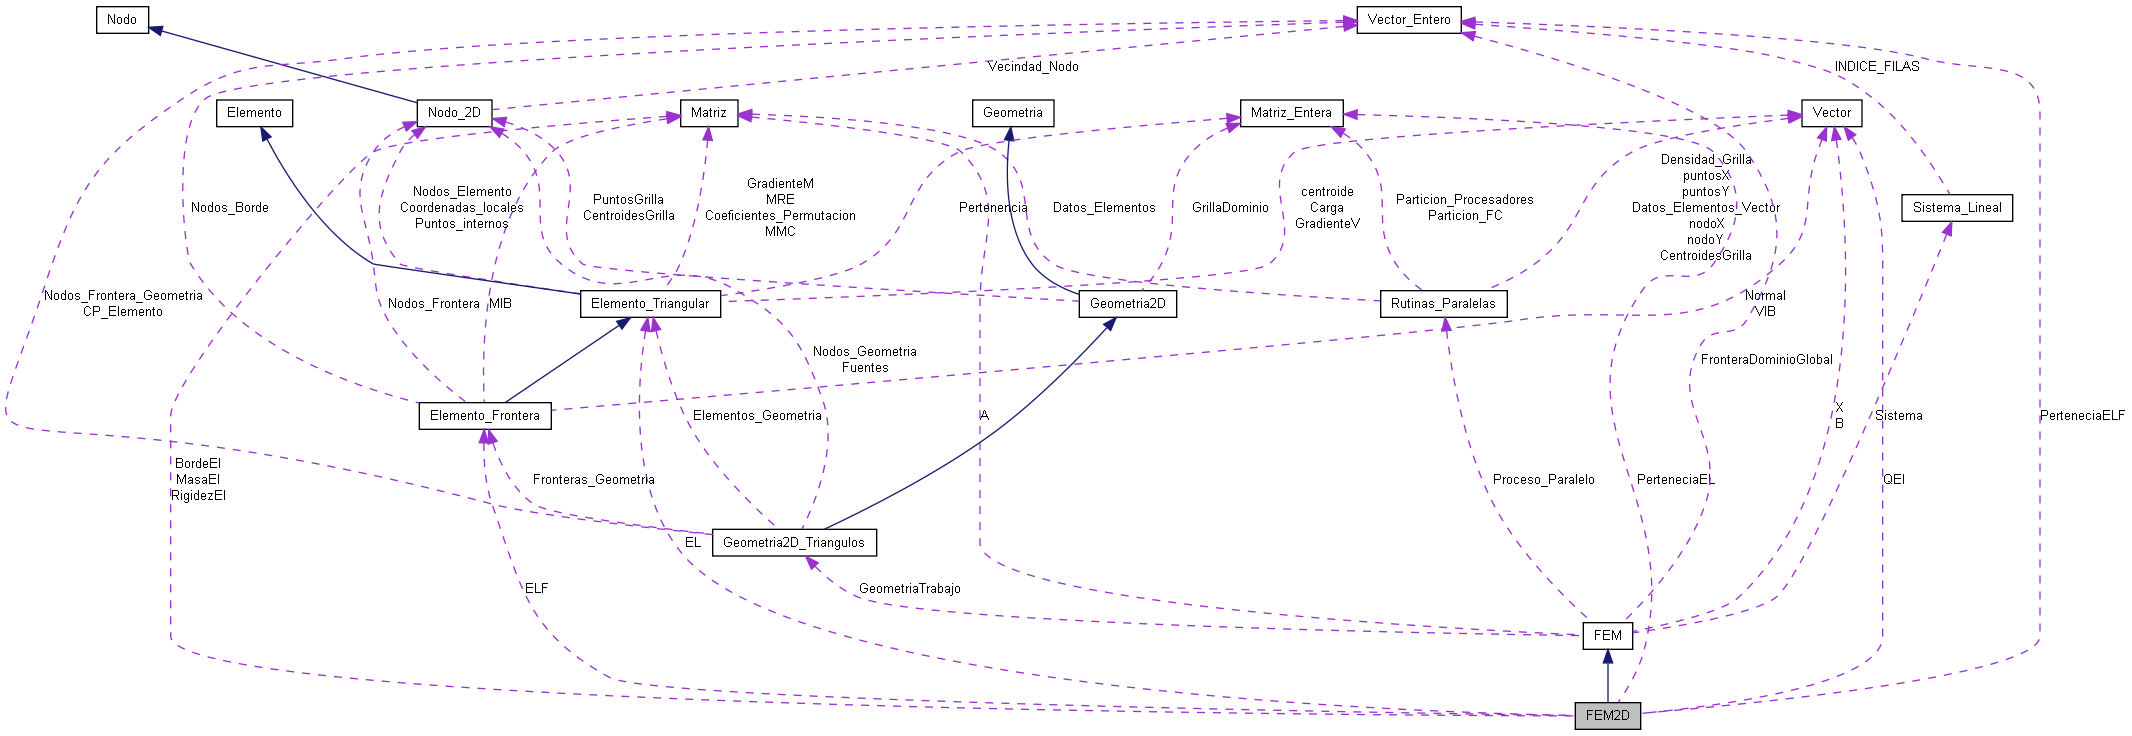 Nodo
Vector_Entero
Vecindad_Nodo
INDICE_FILAS
Elemento
Nodo_2D
Matriz
Geometria
Matriz_Entera
Vector
Nodos_Borde
Nodos_Elemento
Coordenadas_locales
Puntos_internos
PuntosGrilla
CentroidesGrilla
GradienteM
MRE
Coeficientes_Permutacion
MMC
Pertenencia
Datos_Elementos
GrillaDominio
centroide
Carga
GradienteV
Particion_Procesadores
Particion_FC
Densidad_Grilla
puntosX
puntosY
Datos_Elementos_Vector
nodoX
nodoY
CentroidesGrilla
Sistema_Lineal
Nodos_Frontera_Geometria
CP_Elemento
Nodos_Frontera
MIB
Elemento_Triangular
Geometria2D
Rutinas_Paralelas
Normal
VIB
Nodos_Geometria
Fuentes
FronteraDominioGlobal
Elemento_Frontera
Elementos_Geometria
A
X
B
Sistema
PerteneciaELF
BordeEl
MasaEl
RigidezEl
Fronteras_Geometria
Proceso_Paralelo
PerteneciaEL
QEl
EL
Geometria2D_Triangulos
ELF
GeometriaTrabajo
FEM
FEM2D